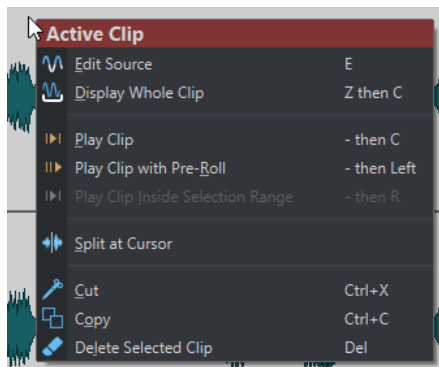 Active Clip
Edit Source E
Display Whole Clip Z then C
Play Clip - then C
Play Clip with Pre-Roll - then Left
Play Clip Inside Selection Range - then R
Split at Cursor
Cut Ctrl+X
Copy Ctrl+C
Delete Selected Clip Del